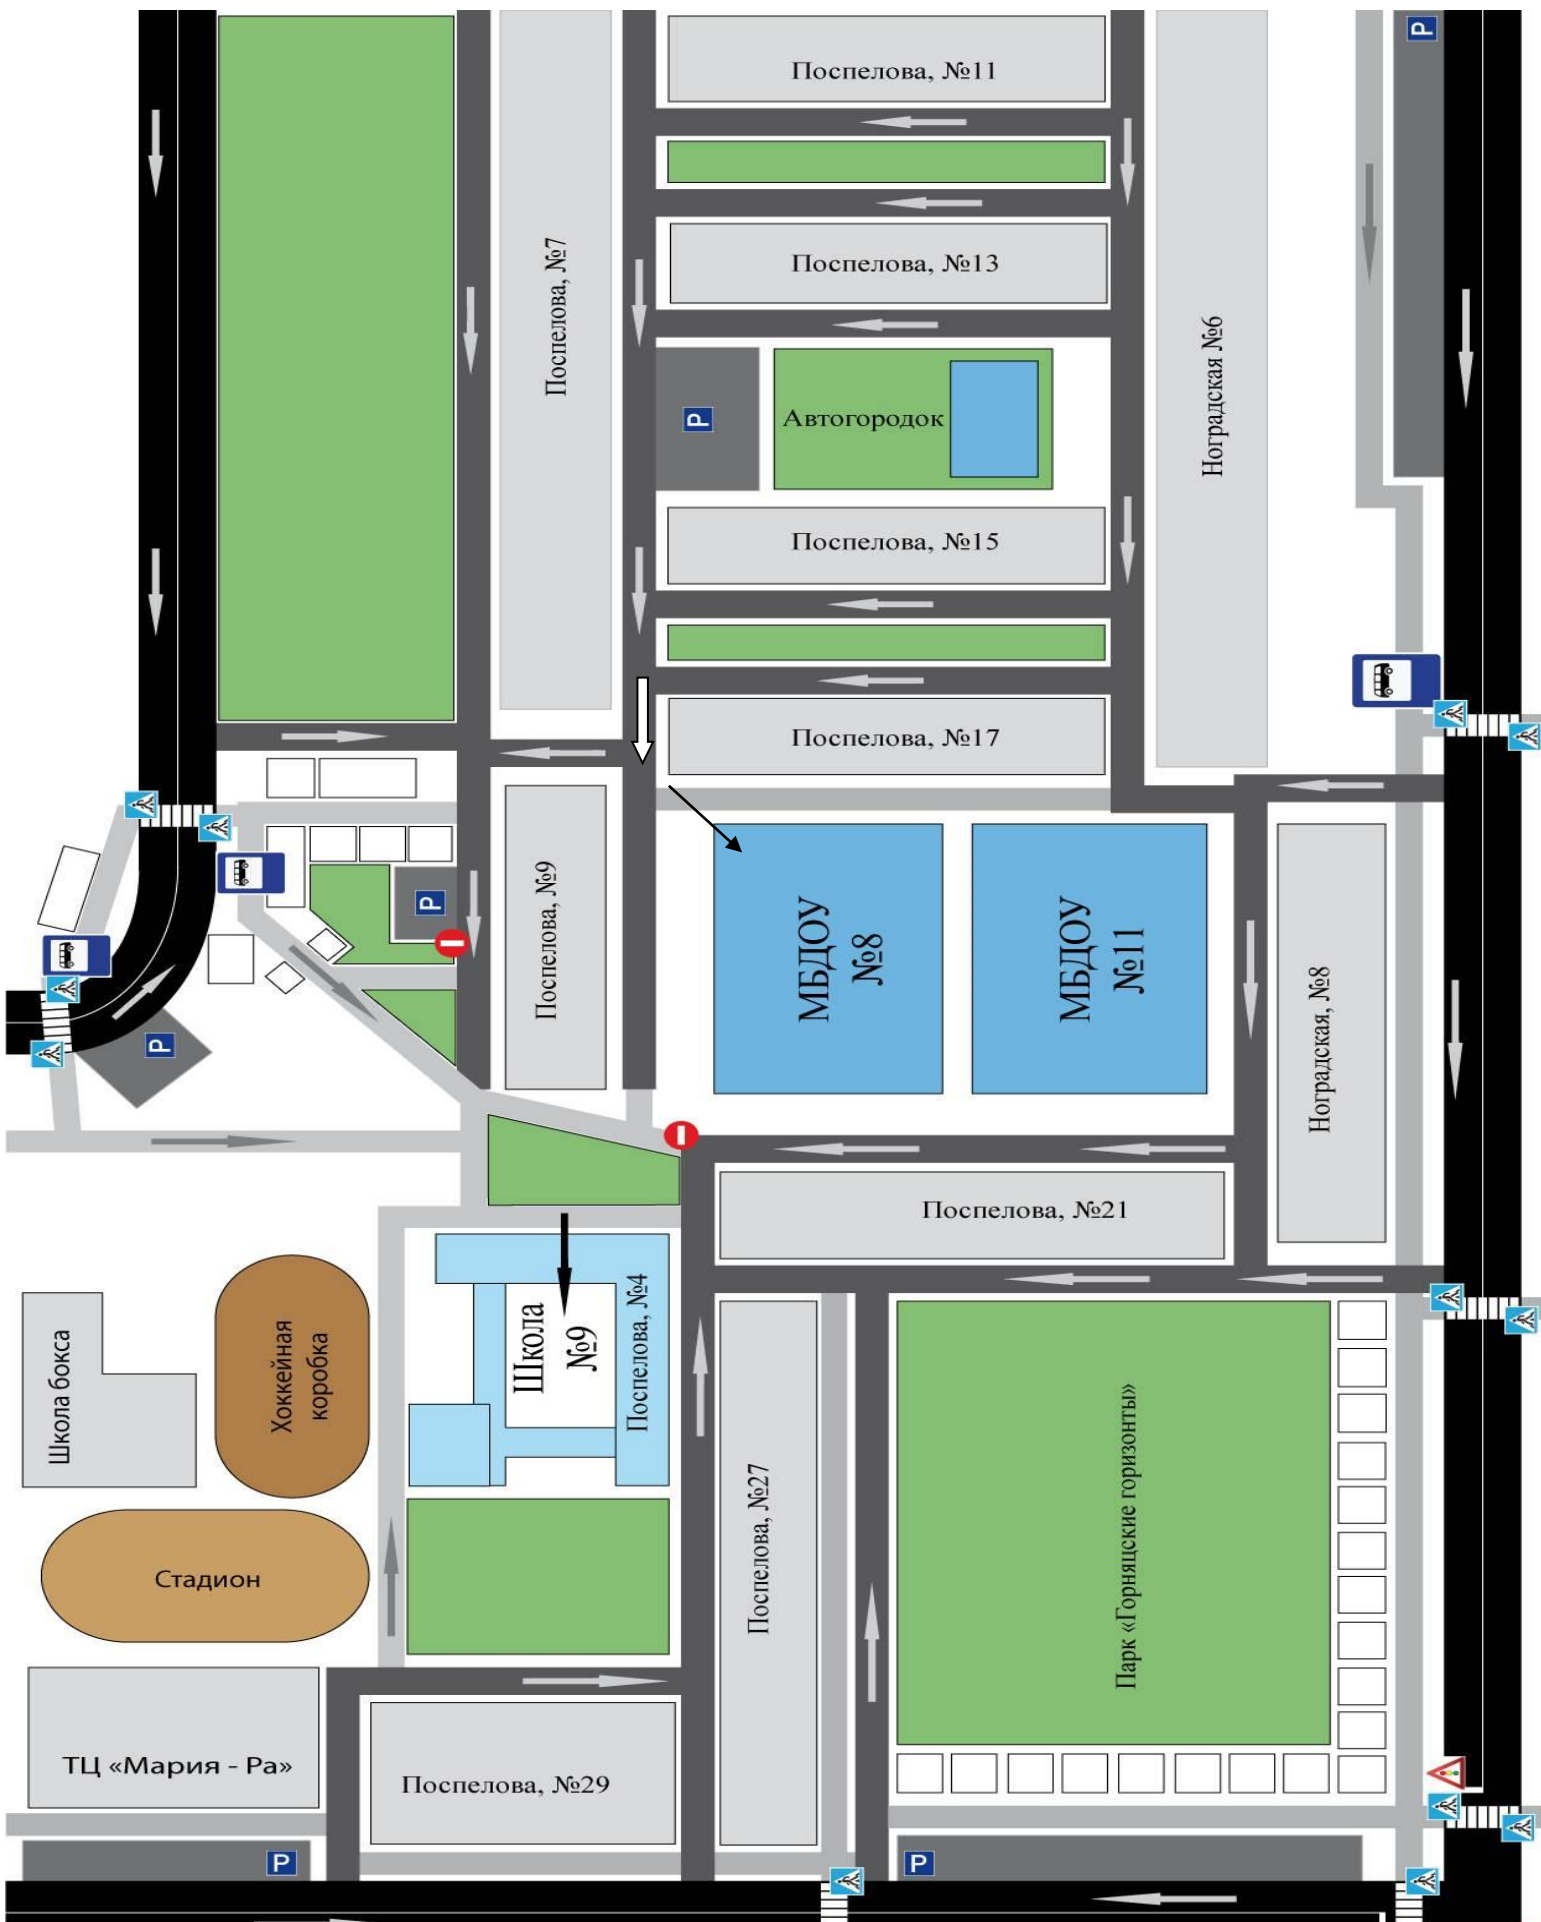 P
Поспелова, №11
Поспелова, №7
Поспелова, №13
Ноградская №6
P
Автогородок
Поспелова, №15
Поспелова, №17
P
Поспелова, №9
МБДОУ
№8
МБДОУ
№11
P
Ноградская, №8
Поспелова, №21
Школа бокса
Хоккейная
коробка
Школа
№9
Поспелова, №4
Стадион
Поспелова, №27
Парк «Горняцские горизонты»
ТЦ «Мария - Ра»
Поспелова, №29
P
P